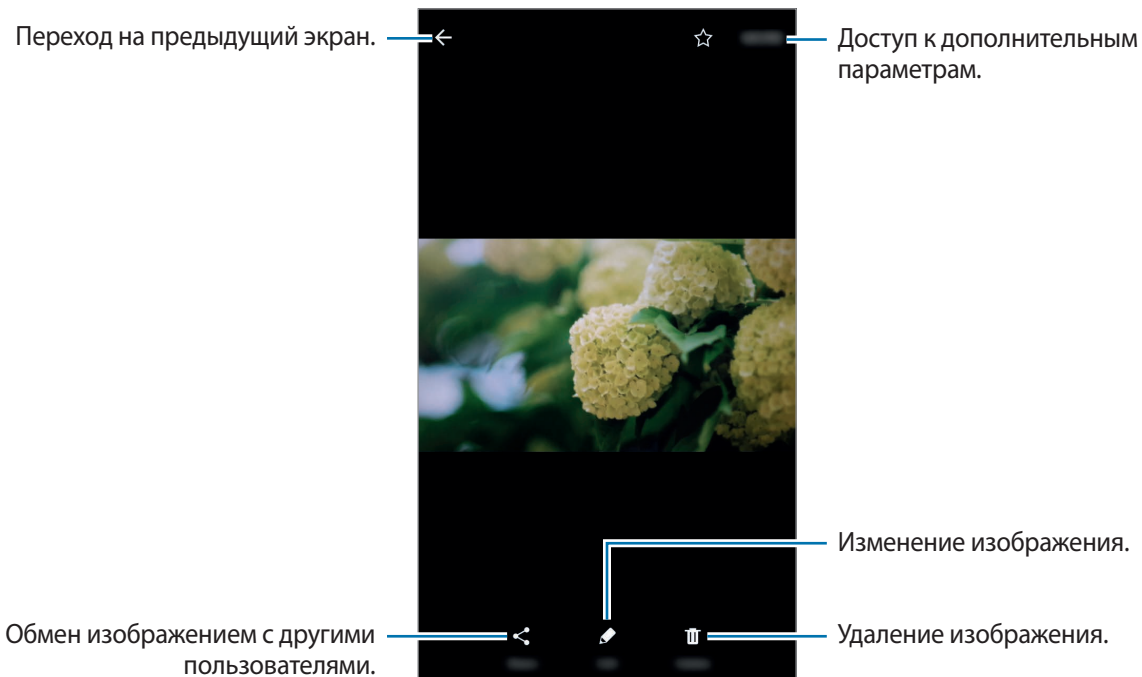 Переход на предыдущий экран.
Доступ к дополнительным
параметрам.
Изменение изображения.
Обмен изображением с другими
пользователями.
Удаление изображения.